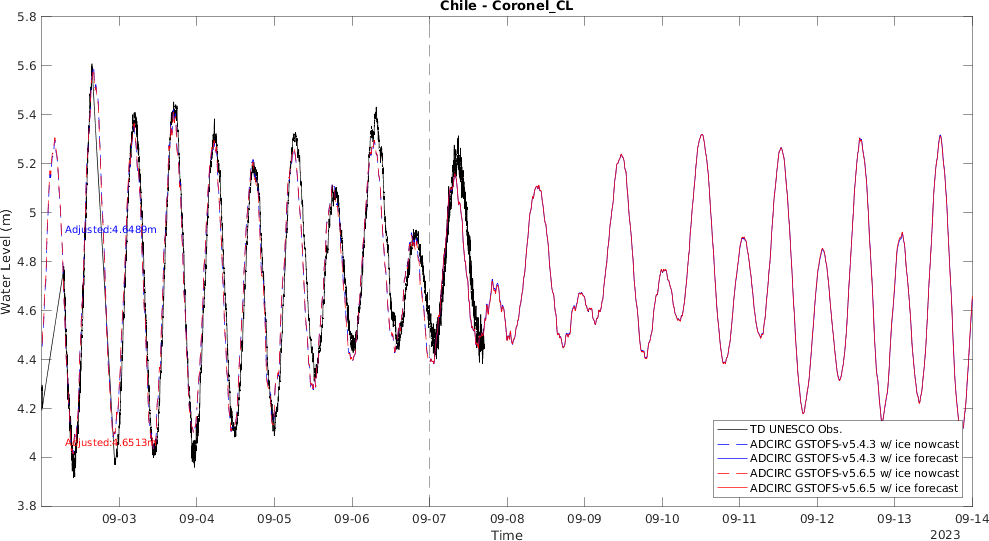 Chile - Coronel_CL
5.8
5.6
5.4
5.2
5
4.8
4.6
4.4
4.2
4
3.8
Water Level (m)
Adjusted:4.6489m
Adjusted:4.6513m
TD UNESCO Obs.
ADCIRC GSTOFS-v5.4.3 w/ ice nowcast
ADCIRC GSTOFS-v5.4.3 w/ ice forecast
ADCIRC GSTOFS-v5.6.5 w/ ice nowcast
ADCIRC GSTOFS-v5.6.5 w/ ice forecast
09-03 09-04 09-05 09-06 09-07 09-08 09-09 09-10 09-11 09-12 09-13 09-14
Time
2023